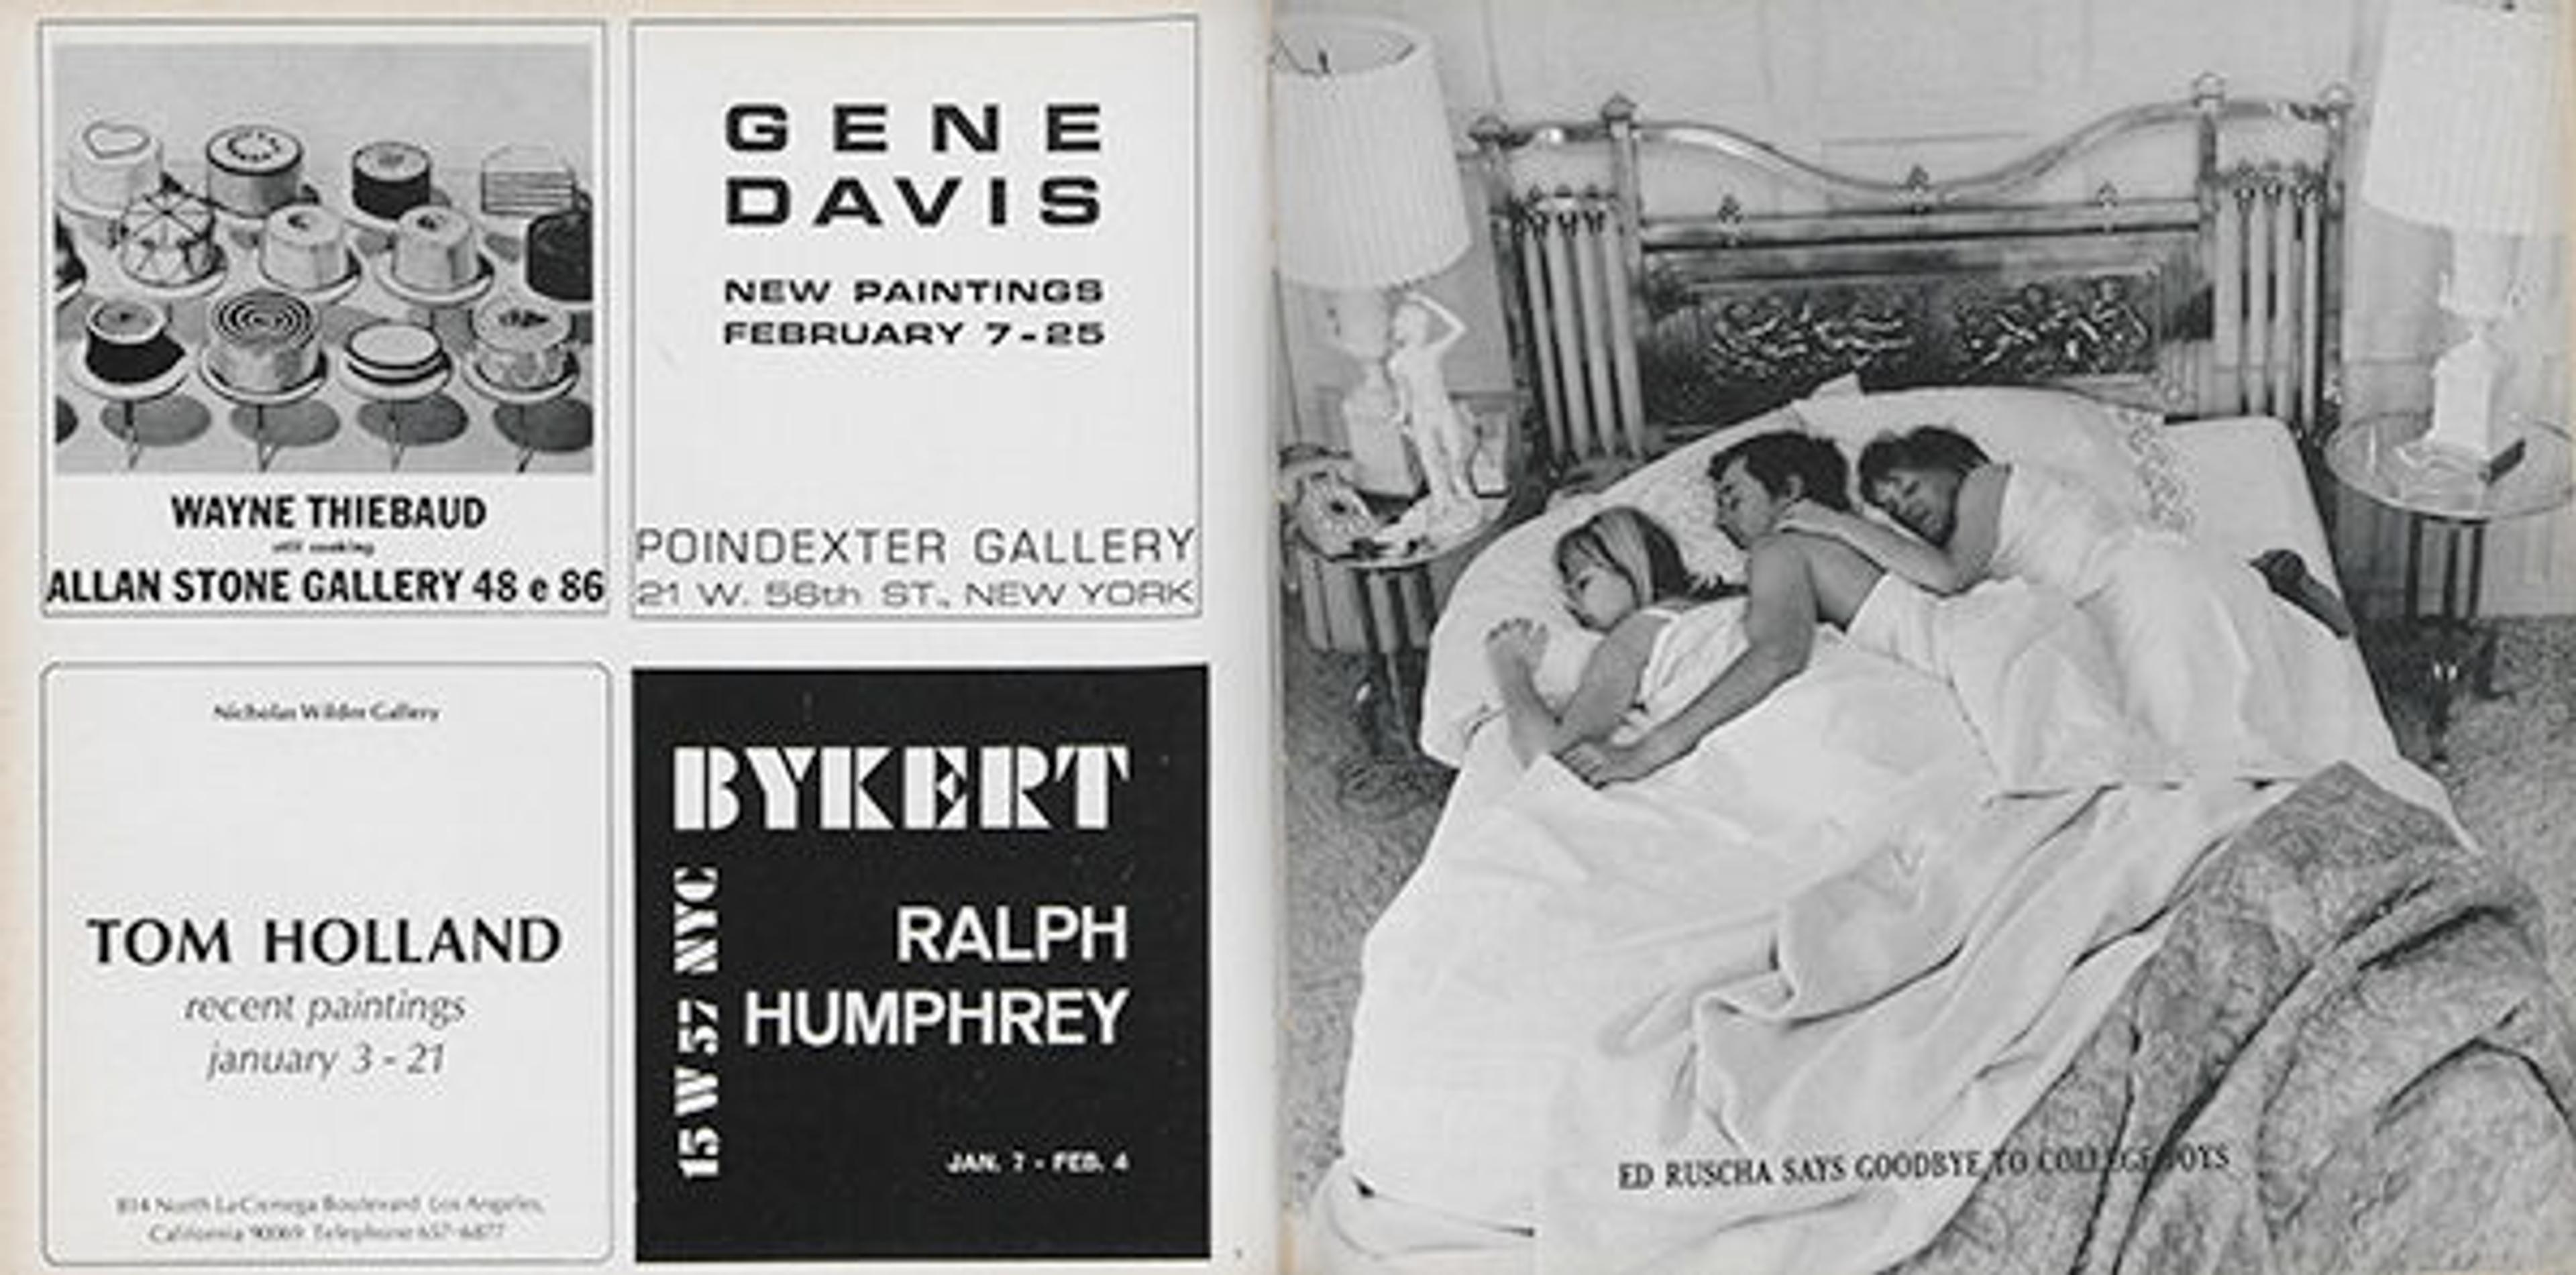 WAYNE THIEBAUD
still cooking
ALLAN STONE GALLERY 48 e 86
GENE
DAVIS
NEW PAINTINGS
FEBRUARY 7-25
POINDEXTER GALLERY
21 W. 56th ST., NEW YORK
Nicholas Wilder Gallery
TOM HOLLAND
recent paintings
january 3 - 21
814 North LaCienega Boulevard Los Angeles,
California 90069 Telephone 657-6877
BYKERT
15 W 57 NYC
RALPH
HUMPHREY
JAN. 7 - FEB. 4
ED RUSCHA SAYS GOODBYE TO COLLEGE JOYS